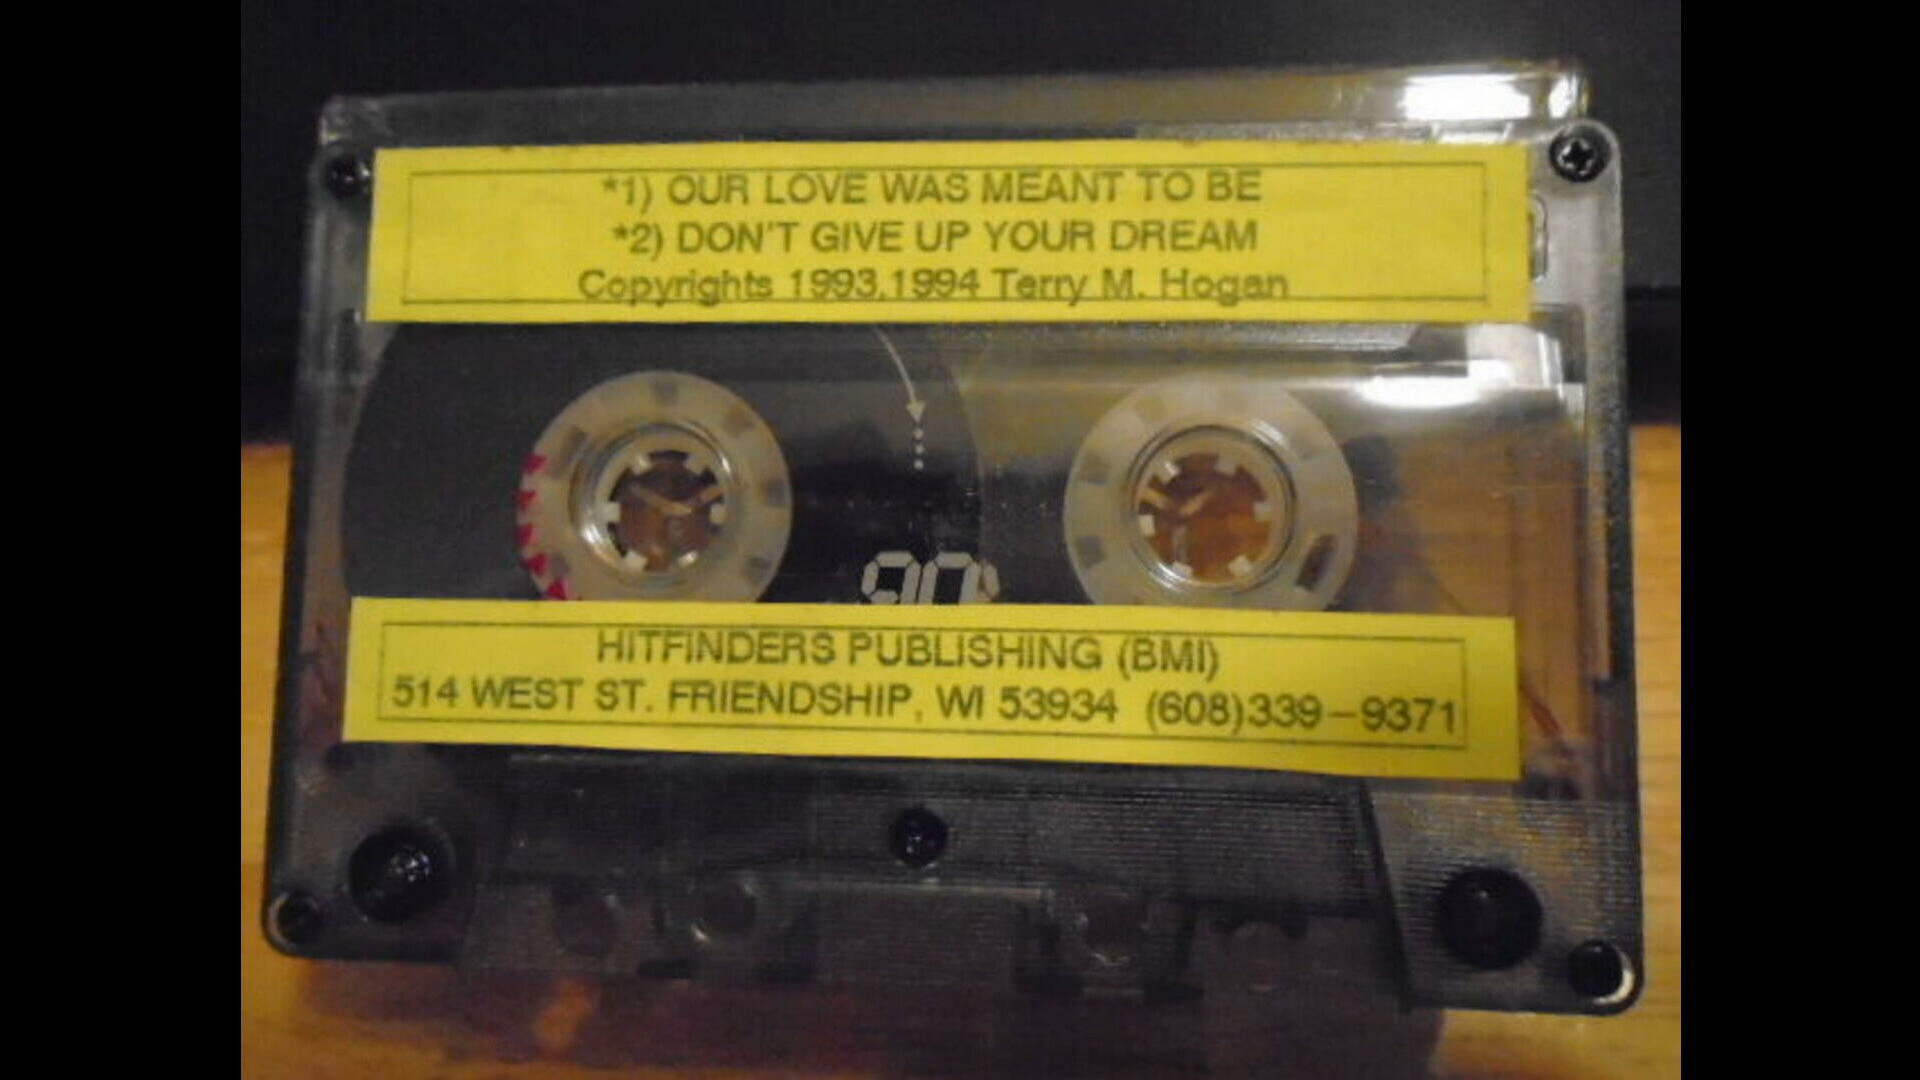 *1) OUR LOVE WAS MEANT TO BE
*2) DON'T GIVE UP YOUR DREAM
Copyrights 1993,1994 Terry M. Hogan
90
HITFINDERS PUBLISHING (BMI)
514 WEST ST. FRIENDSHIP, WI 53934 (608)339-9371